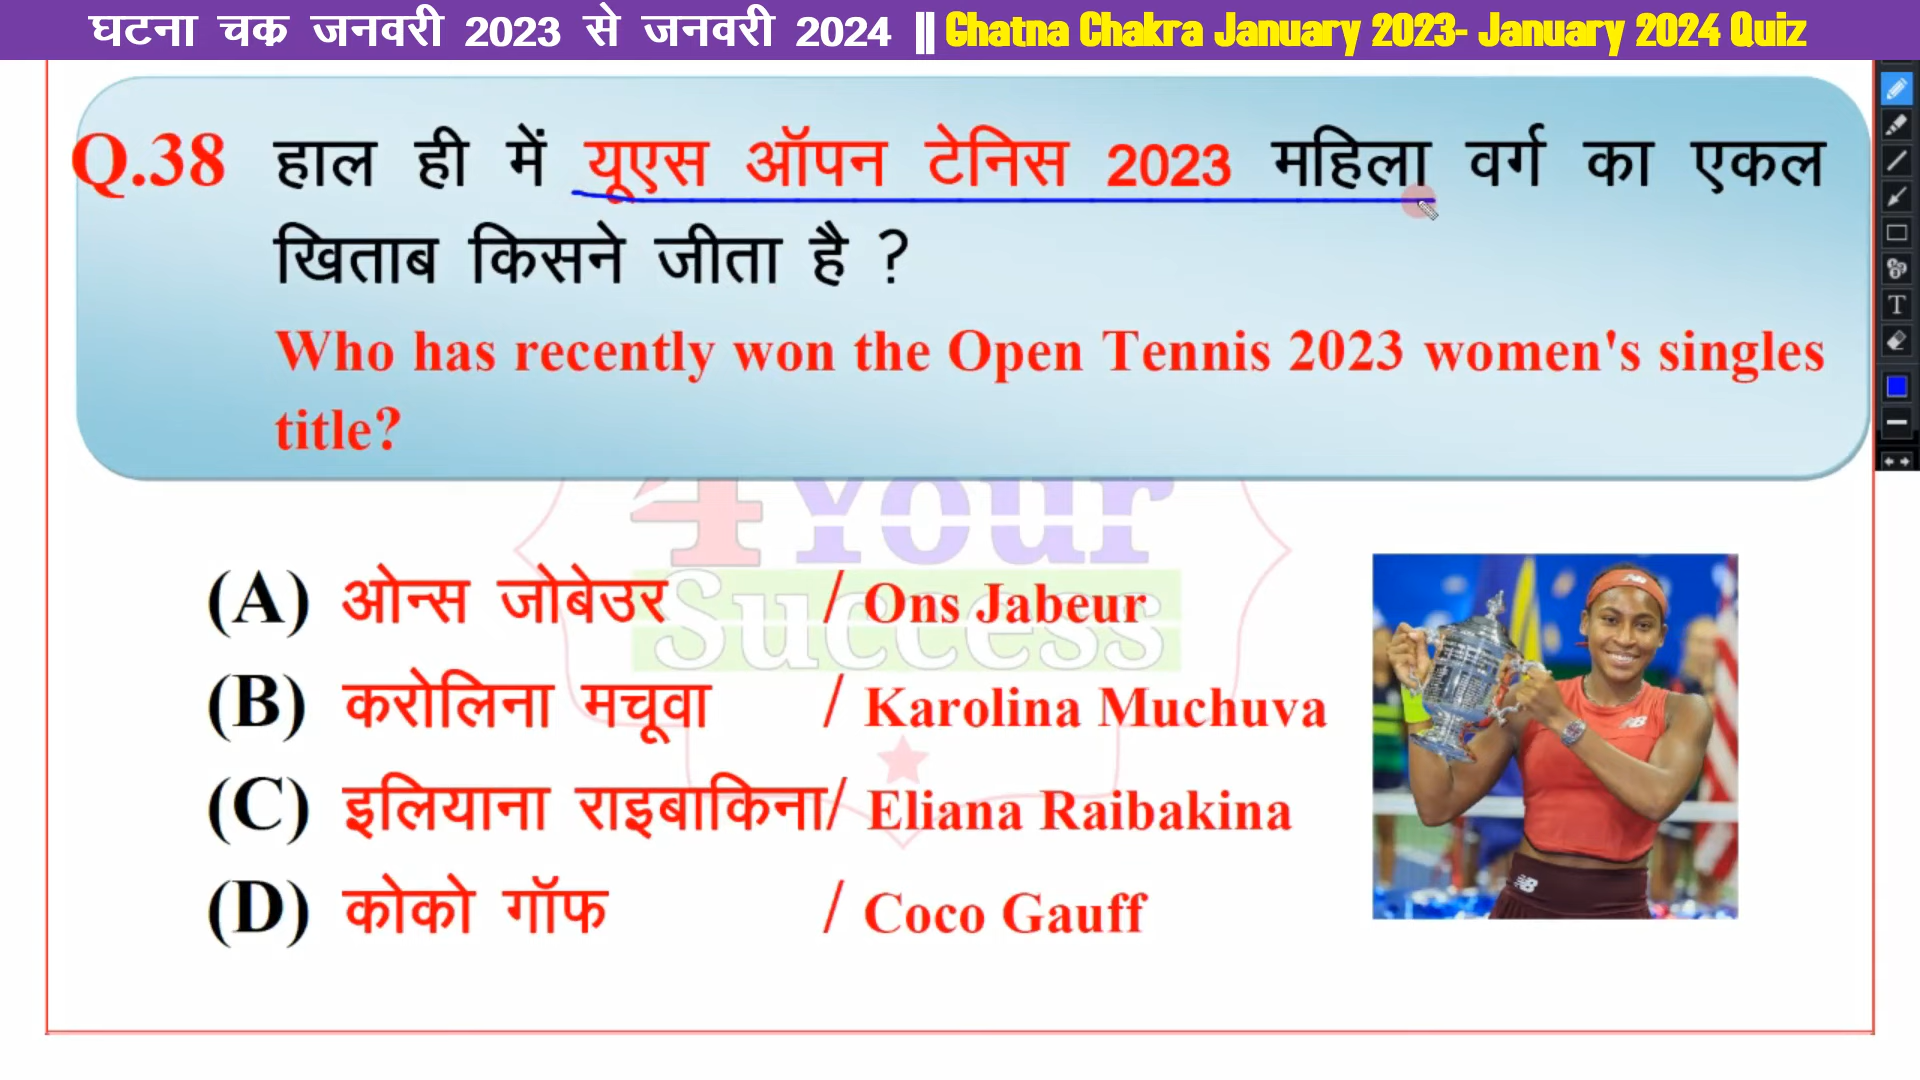 घटना चक्र जनवरी 2023 से जनवरी 2024 || Ghatna Chakra January 2023- January 2024 Quiz
Q.38 हाल ही में यूएस ऑपन टेनिस 2023 महिला वर्ग का एकल
खिताब किसने जीता है ?
Who has recently won the Open Tennis 2023 women's singles
title?
4Your
Success
(A) ओन्स जोबेउर / Ons Jabeur
(B) करोलिना मचूवा / Karolina Muchuva
(C) इलियाना राइबाकिना/ Eliana Raibakina
(D) कोको गॉफ / Coco Gauff